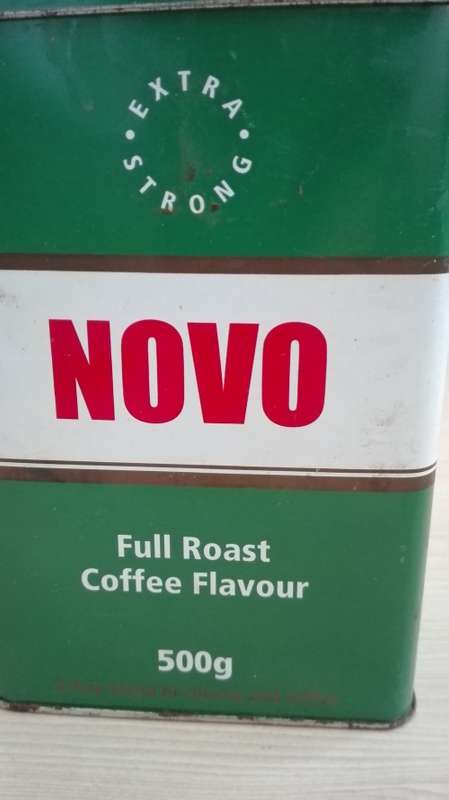 EXTRA
STRONG
NOVO
Full Roast
Coffee Flavour
500g